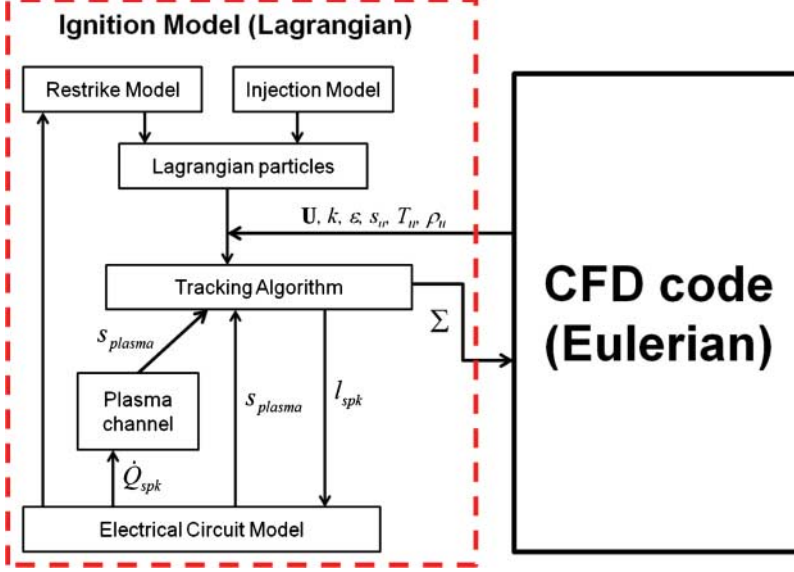 Ignition Model (Lagrangian)
Restrike Model
Injection Model
Lagrangian particles
U, k, ε, s_u, T_u, ρ_u
Tracking Algorithm
CFD code
(Eulerian)
Σ
s_plasma
Plasma
channel
s_plasma
l_spk
Q̇_spk
Electrical Circuit Model